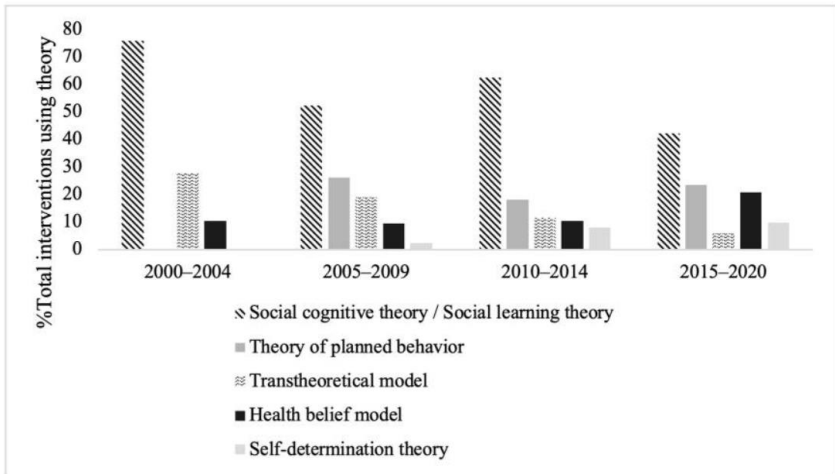 %Total interventions using theory
80
70
60
50
40
30
20
10
0
2000–2004 2005–2009 2010–2014 2015–2020
Social cognitive theory / Social learning theory
Theory of planned behavior
Transtheoretical model
Health belief model
Self-determination theory